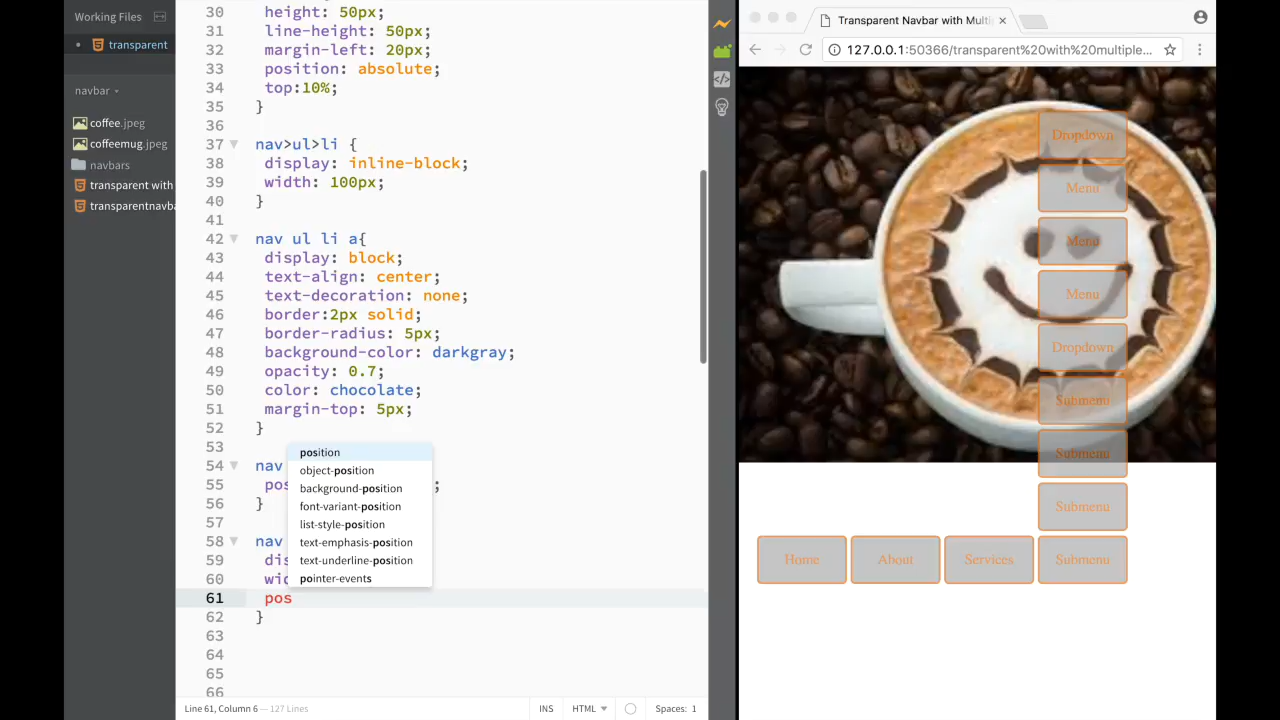 Working Files
transparent
navbar
coffee.jpeg
coffeemug.jpeg
navbars
transparent with
transparentnavba
30 height: 50px;
31 line-height: 50px;
32 margin-left: 20px;
33 position: absolute;
34 top:10%;
35 }
36
37 nav>ul>li {
38 display: inline-block;
39 width: 100px;
40 }
41
42 nav ul li a{
43 display: block;
44 text-align: center;
45 text-decoration: none;
46 border:2px solid;
47 border-radius: 5px;
48 background-color: darkgray;
49 opacity: 0.7;
50 color: chocolate;
51 margin-top: 5px;
52 }
53
54 nav
55 pos ;
56 }
57
58 nav
59 dis
60 wid
61 pos
62 }
63
64
65
66
position
object-position
background-position
font-variant-position
list-style-position
text-emphasis-position
text-underline-position
pointer-events
Line 61, Column 6 — 127 Lines
INS
HTML
Spaces: 1
Transparent Navbar with Multip
127.0.0.1:50366/transparent%20with%20multiple...
Dropdown
Menu
Menu
Menu
Dropdown
Submenu
Submenu
Submenu
Home About Services Submenu